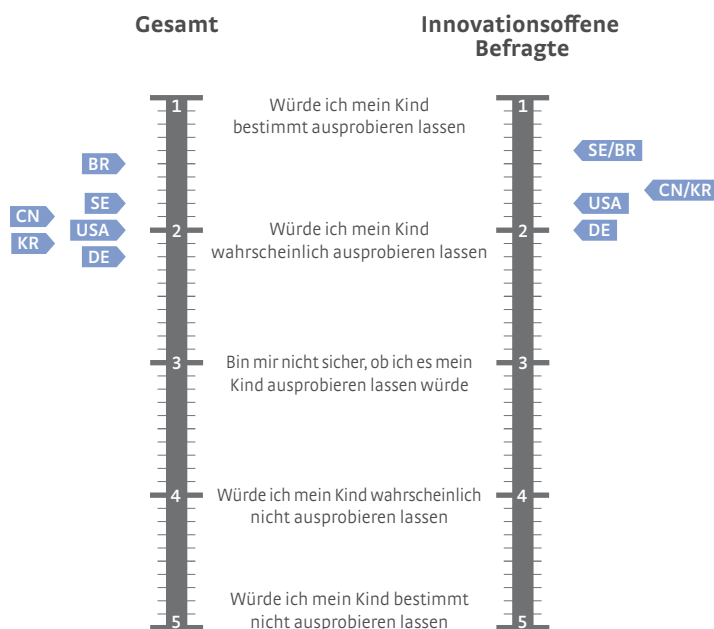 Gesamt
Innovationsoffene
Befragte
1
Würde ich mein Kind
bestimmt ausprobieren lassen
1
BR
SE/BR
CN/KR
SE
USA
CN
USA
2
Würde ich mein Kind
wahrscheinlich ausprobieren lassen
2
DE
KR
DE
3
Bin mir nicht sicher, ob ich es mein
Kind ausprobieren lassen würde
3
4
Würde ich mein Kind wahrscheinlich
nicht ausprobieren lassen
4
Würde ich mein Kind bestimmt
nicht ausprobieren lassen
5
5